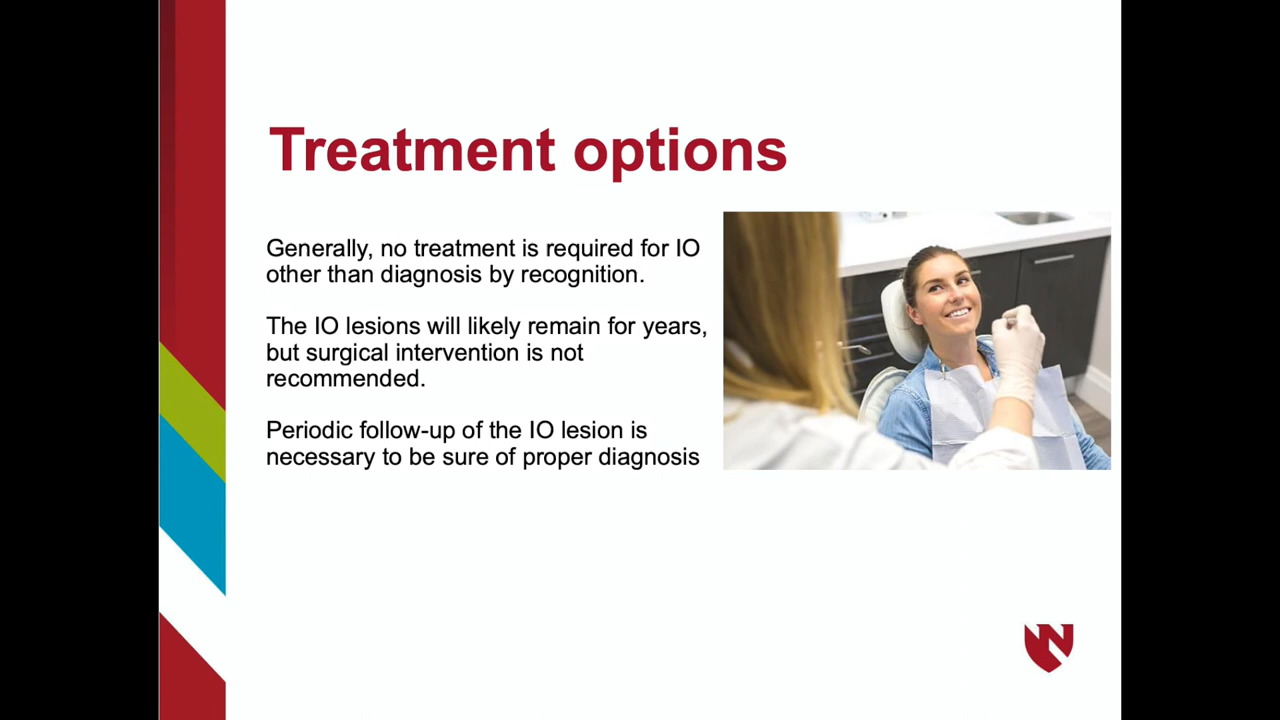 Treatment options
Generally, no treatment is required for IO
other than diagnosis by recognition.
The IO lesions will likely remain for years,
but surgical intervention is not
recommended.
Periodic follow-up of the IO lesion is
necessary to be sure of proper diagnosis
N